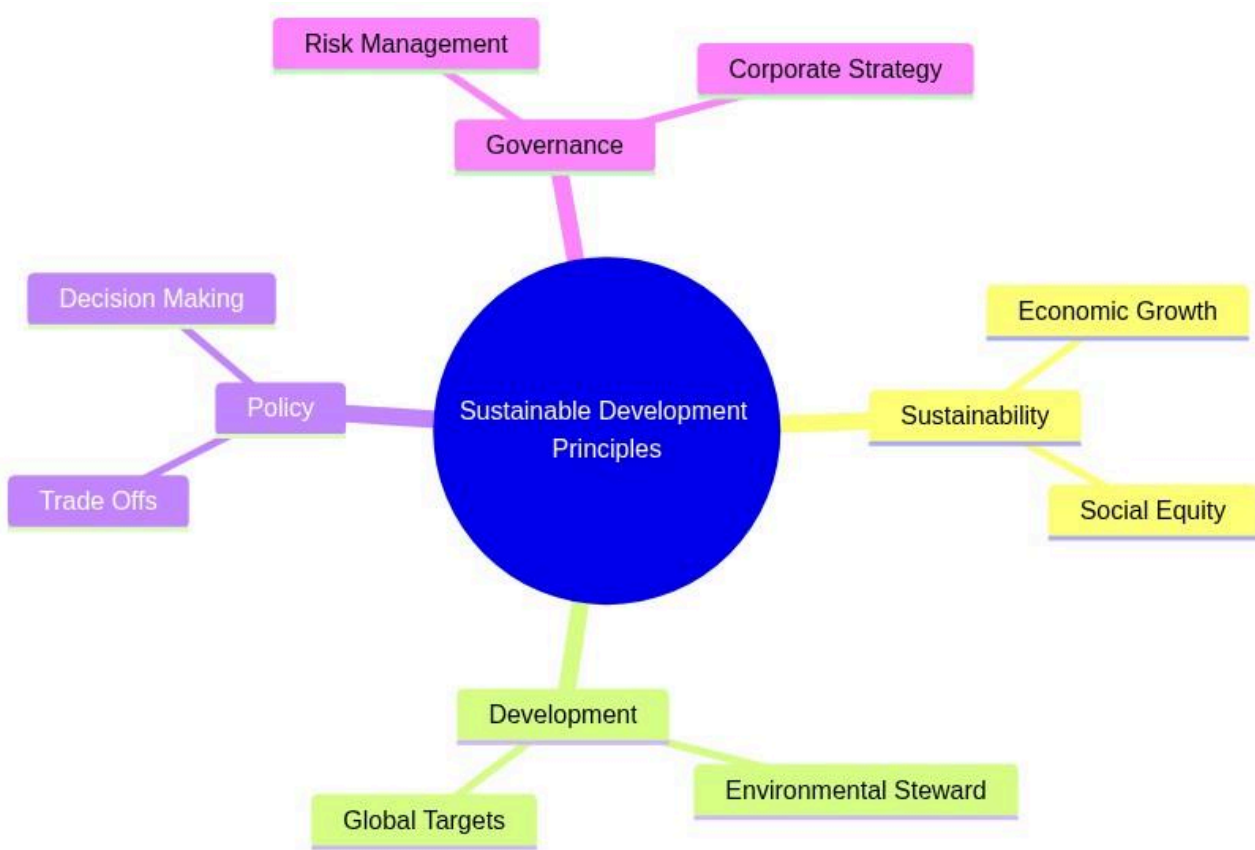 Risk Management
Corporate Strategy
Governance
Decision Making
Policy
Trade Offs
Sustainable Development
Principles
Economic Growth
Sustainability
Social Equity
Development
Environmental Steward
Global Targets